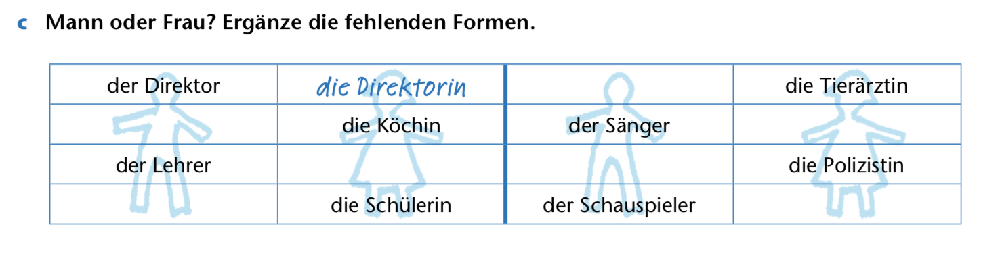 c Mann oder Frau? Ergänze die fehlenden Formen.
der Direktor die Direktorin die Tierärztin
die Köchin der Sänger
der Lehrer die Polizistin
die Schülerin der Schauspieler